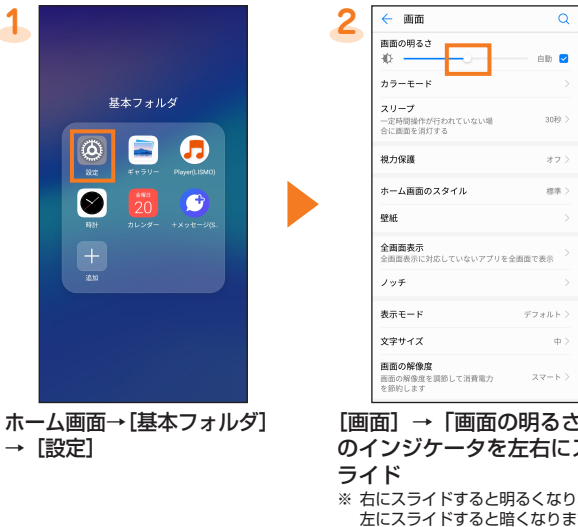 1
基本フォルダ
設定 ギャラリー Player(LISMO)
金曜日
20
時計 カレンダー ＋メッセージ(S..
追加
ホーム画面→[基本フォルダ]
→［設定］
2
← 画面
画面の明るさ
自動
カラーモード
スリープ
一定時間操作が行われていない場 30秒
合に画面を消灯する
視力保護 オフ
ホーム画面のスタイル 標準
壁紙
全画面表示
全画面表示に対応していないアプリを全画面で表示
ノッチ
表示モード デフォルト
文字サイズ 中
画面の解像度
画面の解像度を調節して消費電力 スマート
を節約します
［画面］→「画面の明るさ
のインジケータを左右に
ライド
※ 右にスライドすると明るくなり
左にスライドすると暗くなりま